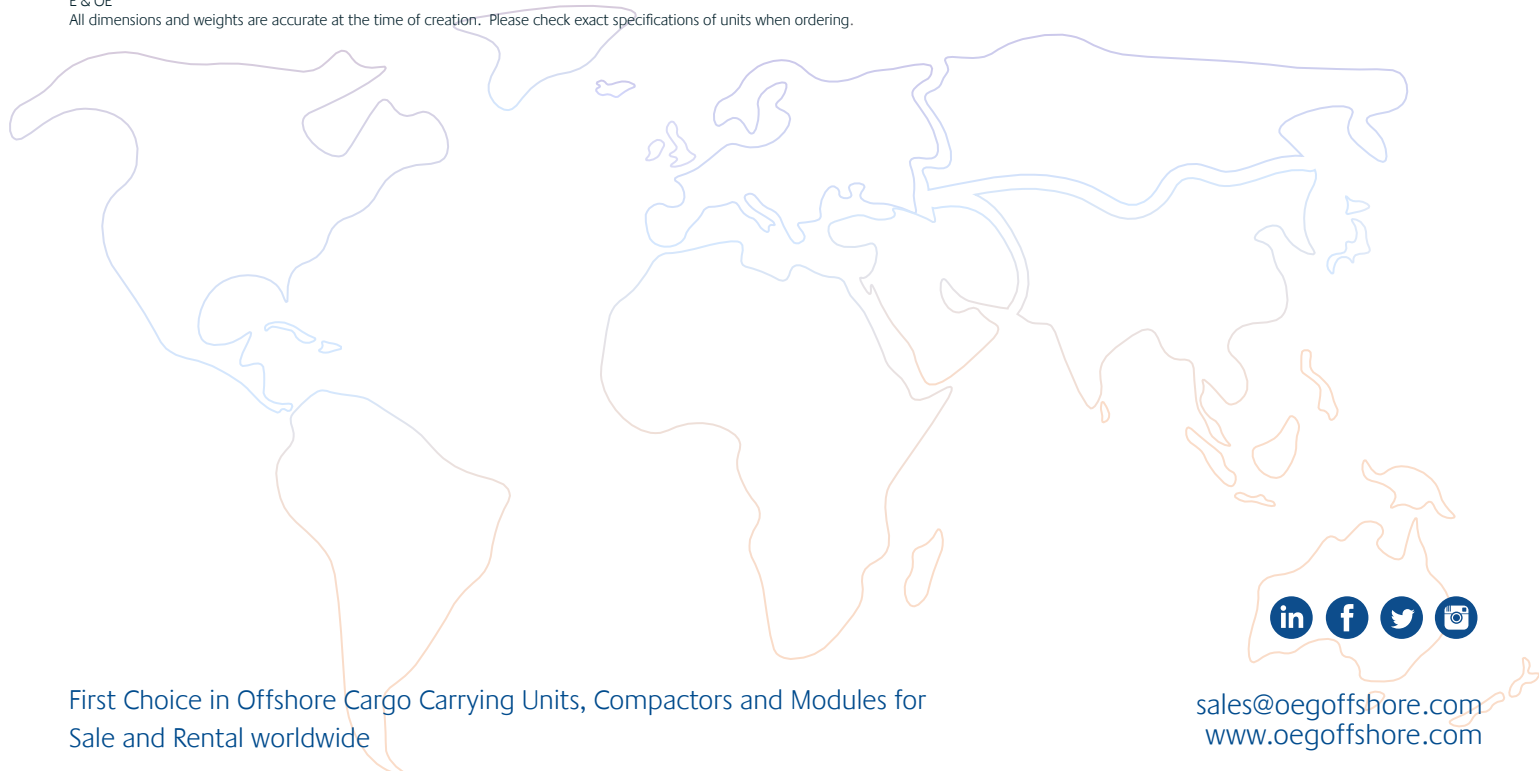 E & OE
All dimensions and weights are accurate at the time of creation. Please check exact specifications of units when ordering.
in f
First Choice in Offshore Cargo Carrying Units, Compactors and Modules for
Sale and Rental worldwide
sales@oegoffshore.com
www.oegoffshore.com